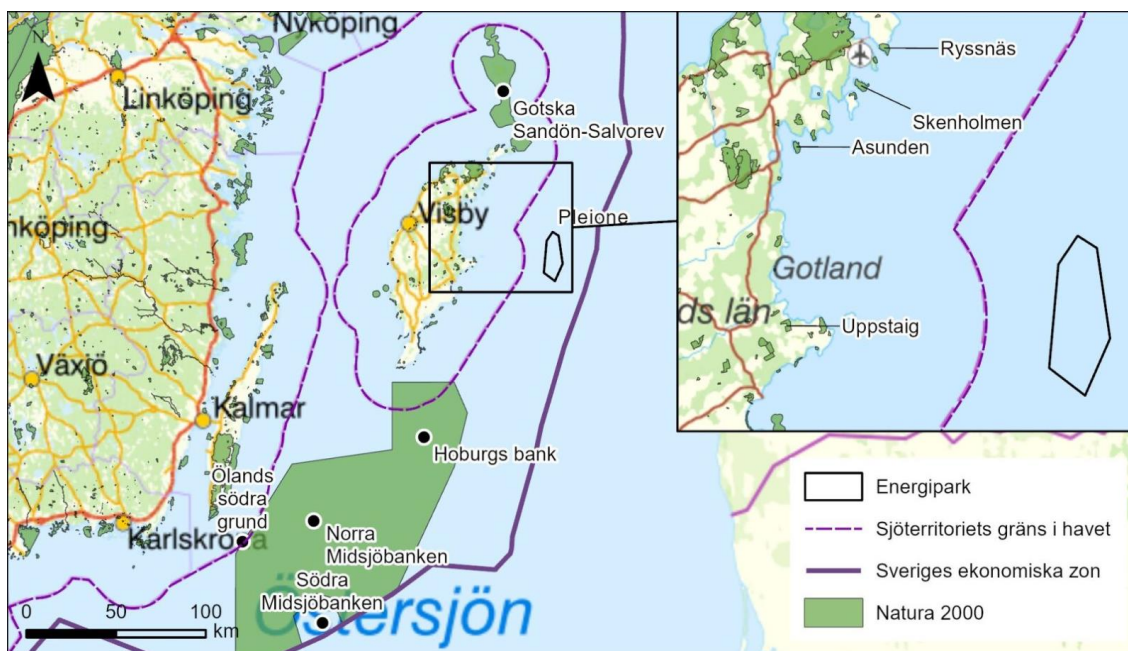 Nyköping
N
Linköping
Gotska
Sandön-Salvorev
Visby
Pleione
nköping
Växjö
Kalmar
Hoburgs bank
Ölands
södra
grund
Karlskrona
Norra
Midsjöbanken
Södra
Midsjöbanken
Östersjön
0 50 100
km
Ryssnäs
Skenholmen
Asunden
Gotland
ds län
Uppstaig
Energipark
Sjöterritoriets gräns i havet
Sveriges ekonomiska zon
Natura 2000